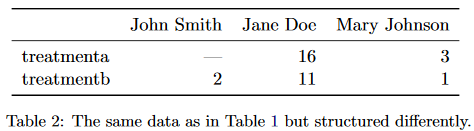 John Smith Jane Doe Mary Johnson
treatmenta — 16 3
treatmentb 2 11 1
Table 2: The same data as in Table 1 but structured differently.